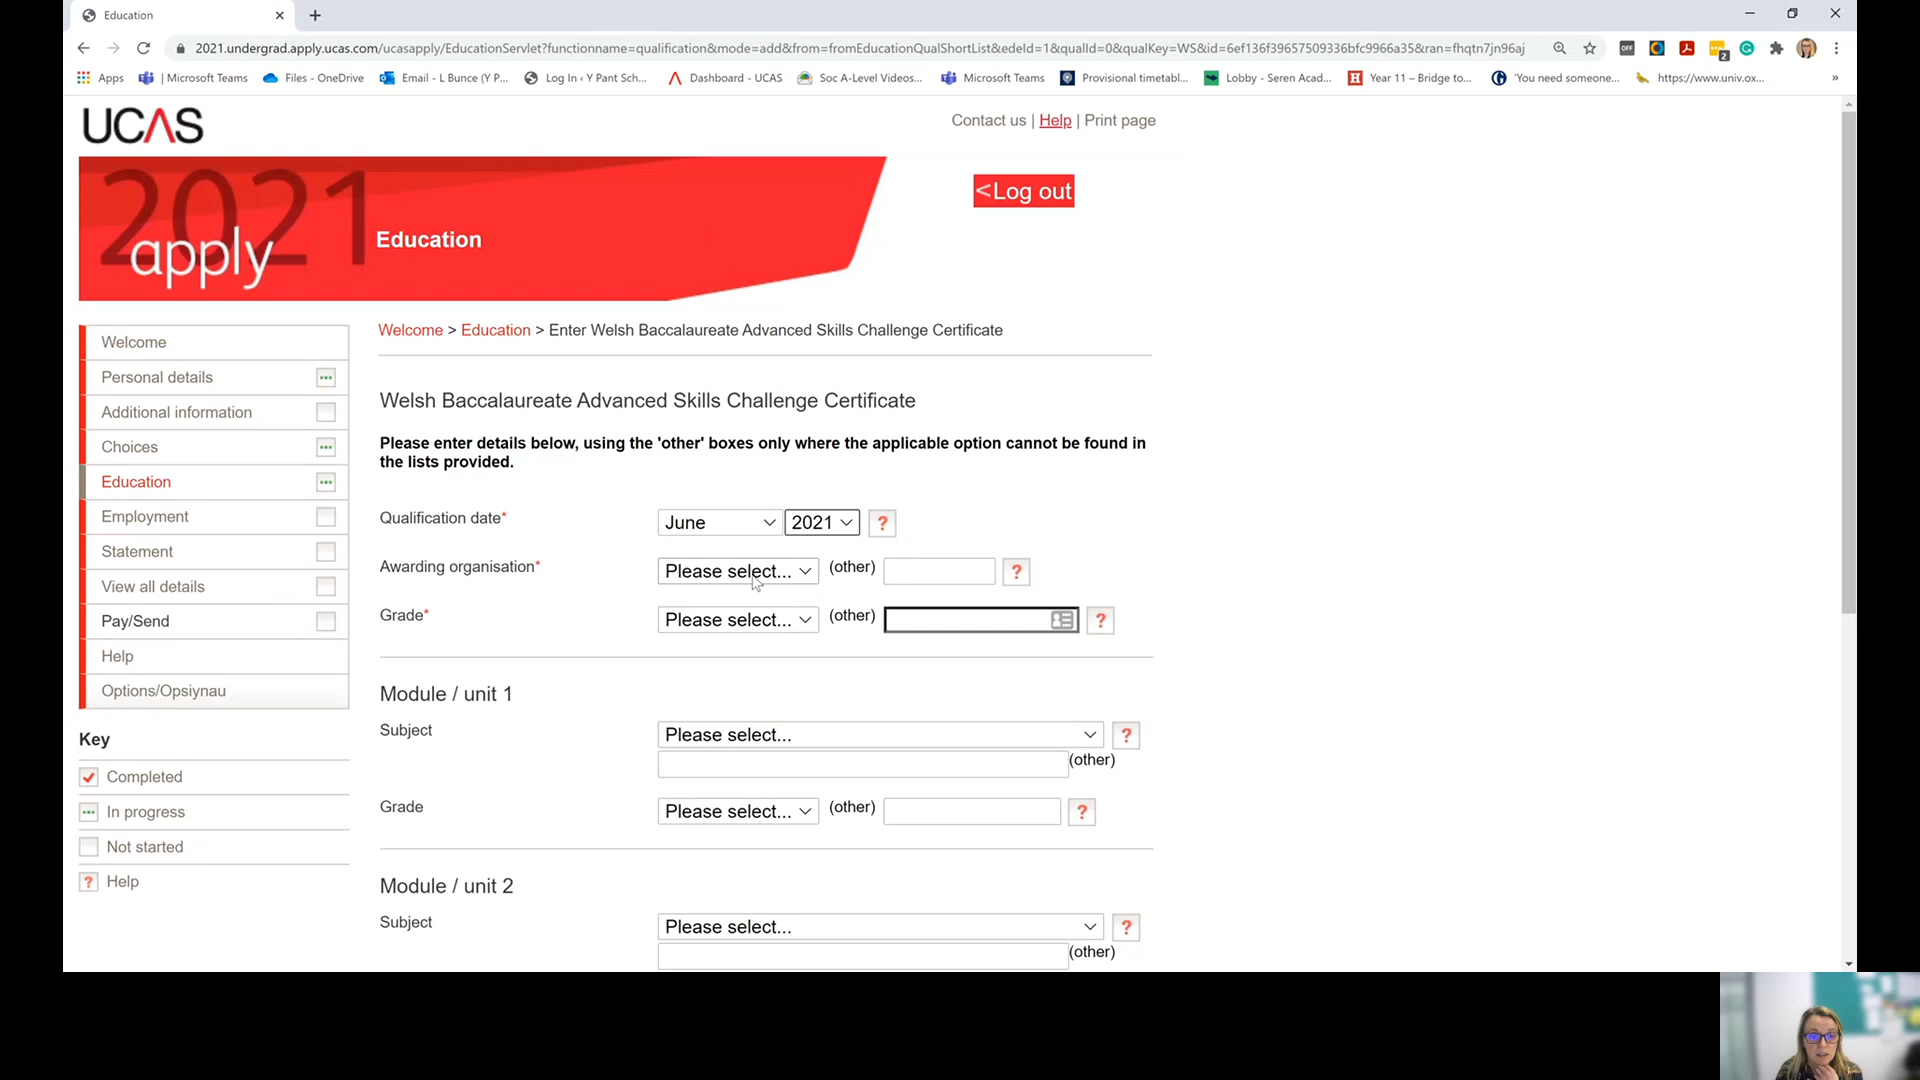 Education
2021.undergrad.apply.ucas.com/ucasapply/EducationServlet?functionname=qualification&mode=add&from=fromEducationQualShortList&edeId=1&qualId=0&qualKey=WS&id=6ef136f39657509336bfc9966a35&ran=fhqtn7jn96aj
OFF
2
Apps
| Microsoft Teams
Files - OneDrive
Email - L Bunce (Y P...
Log In ‹ Y Pant Sch...
Dashboard - UCAS
Soc A-Level Videos...
Microsoft Teams
Provisional timetabl...
Lobby - Seren Acad...
Year 11 – Bridge to...
'You need someone...
https://www.univ.ox...
»
UCAS
Contact us | Help | Print page
2021
apply
Education
<Log out
Welcome
Personal details
Additional information
Choices
Education
Employment
Statement
View all details
Pay/Send
Help
Options/Opsiynau
Key
Completed
In progress
Not started
? Help
Welcome > Education > Enter Welsh Baccalaureate Advanced Skills Challenge Certificate
Welsh Baccalaureate Advanced Skills Challenge Certificate
Please enter details below, using the 'other' boxes only where the applicable option cannot be found in
the lists provided.
Qualification date* June 2021 ?
Awarding organisation* Please select... (other) ?
Grade* Please select... (other) ?
Module / unit 1
Subject Please select... ?
(other)
Grade Please select... (other) ?
Module / unit 2
Subject Please select... ?
(other)